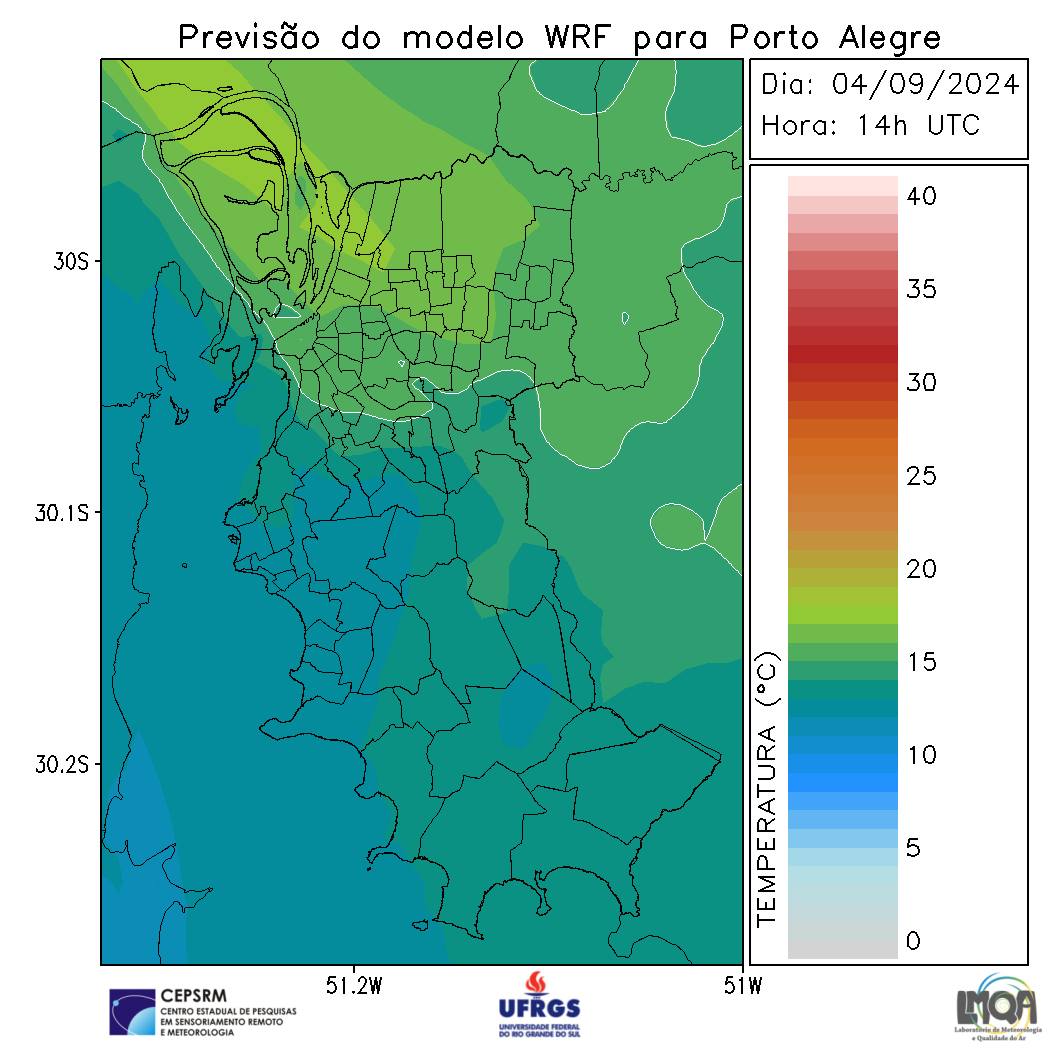 Previsão do modelo WRF para Porto Alegre
Dia: 04/09/2024
Hora: 14h UTC
30S
30.1S
30.2S
51.2W
51W
TEMPERATURA (°C)
40
35
30
25
20
15
10
5
0
CEPSRM
CENTRO ESTADUAL DE PESQUISAS
EM SENSORIAMENTO REMOTO
E METEOROLOGIA
UFRGS
UNIVERSIDADE FEDERAL
DO RIO GRANDE DO SUL
LMQA
Laboratório de Meteorologia
e Qualidade do Ar